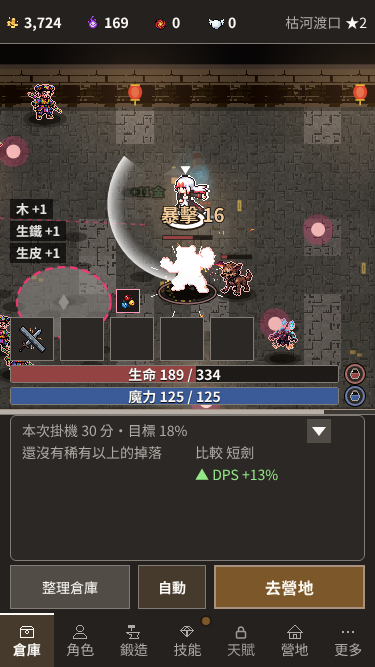 3,724 169 0 0 枯河渡口 ★2
暴擊 16
木 +1
生鐵 +1
生皮 +1
生命 189 / 334
魔力 125 / 125
本次掛機 30 分・目標 18%
還沒有稀有以上的掉落
比較 短劍
▲ DPS +13%
整理倉庫 自動 去營地
倉庫 角色 鍛造 技能 天賦 營地 更多